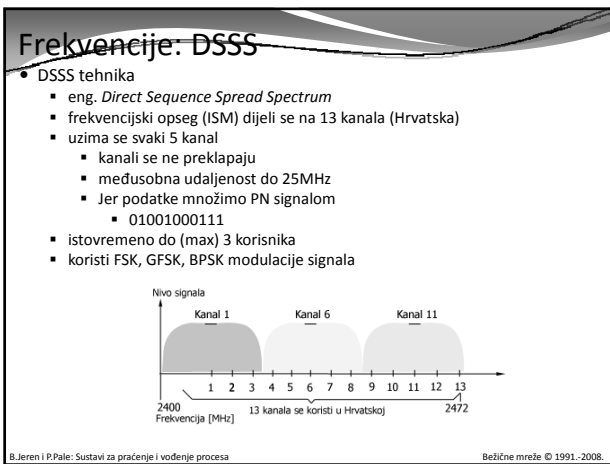 Frekvencije: DSSS
• DSSS tehnika
▪ eng. Direct Sequence Spread Spectrum
▪ frekvencijski opseg (ISM) dijeli se na 13 kanala (Hrvatska)
▪ uzima se svaki 5 kanal
▪ kanali se ne preklapaju
▪ međusobna udaljenost do 25MHz
▪ Jer podatke množimo PN signalom
▪ 01001000111
▪ istovremeno do (max) 3 korisnika
▪ koristi FSK, GFSK, BPSK modulacije signala
Nivo signala
Kanal 1 Kanal 6 Kanal 11
1 2 3 4 5 6 7 8 9 10 11 12 13
2400 13 kanala se koristi u Hrvatskoj 2472
Frekvencija [MHz]
B.Jeren i P.Pale: Sustavi za praćenje i vođenje procesa Bežične mreže © 1991.-2008.